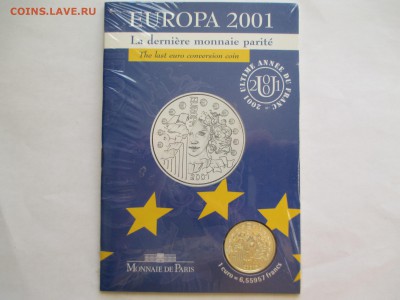 COINS.LAVE.RU
EUROPA 2001
La dernière monnaie parité
The last euro conversion coin
ULTIME ANNÉE DU FRANC
2001
EUROPA
2001
MONNAIE DE PARIS
1 euro = 6,55957 francs